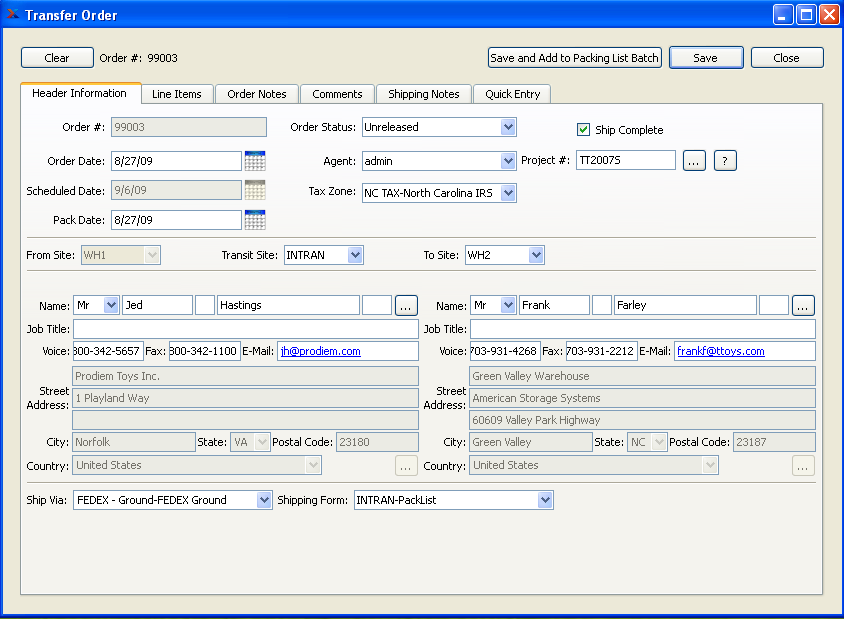 Transfer Order
Clear Order #: 99003 Save and Add to Packing List Batch Save Close
Header Information Line Items Order Notes Comments Shipping Notes Quick Entry
Order #: 99003 Order Status: Unreleased Ship Complete
Order Date: 8/27/09 Agent: admin Project #: TT2007S ... ?
Scheduled Date: 9/6/09 Tax Zone: NC TAX-North Carolina IRS
Pack Date: 8/27/09
From Site: WH1 Transit Site: INTRAN To Site: WH2
Name: Mr Jed Hastings ... Name: Mr Frank Farley ...
Job Title: Job Title:
Voice: 800-342-5657 Fax: 800-342-1100 E-Mail: jh@prodiem.com Voice: 703-931-4268 Fax: 703-931-2212 E-Mail: frankf@ttoys.com
Prodiem Toys Inc. Green Valley Warehouse
Street Address: 1 Playland Way Street Address: American Storage Systems
60609 Valley Park Highway
City: Norfolk State: VA Postal Code: 23180 City: Green Valley State: NC Postal Code: 23187
Country: United States ... Country: United States ...
Ship Via: FEDEX - Ground-FEDEX Ground Shipping Form: INTRAN-PackList